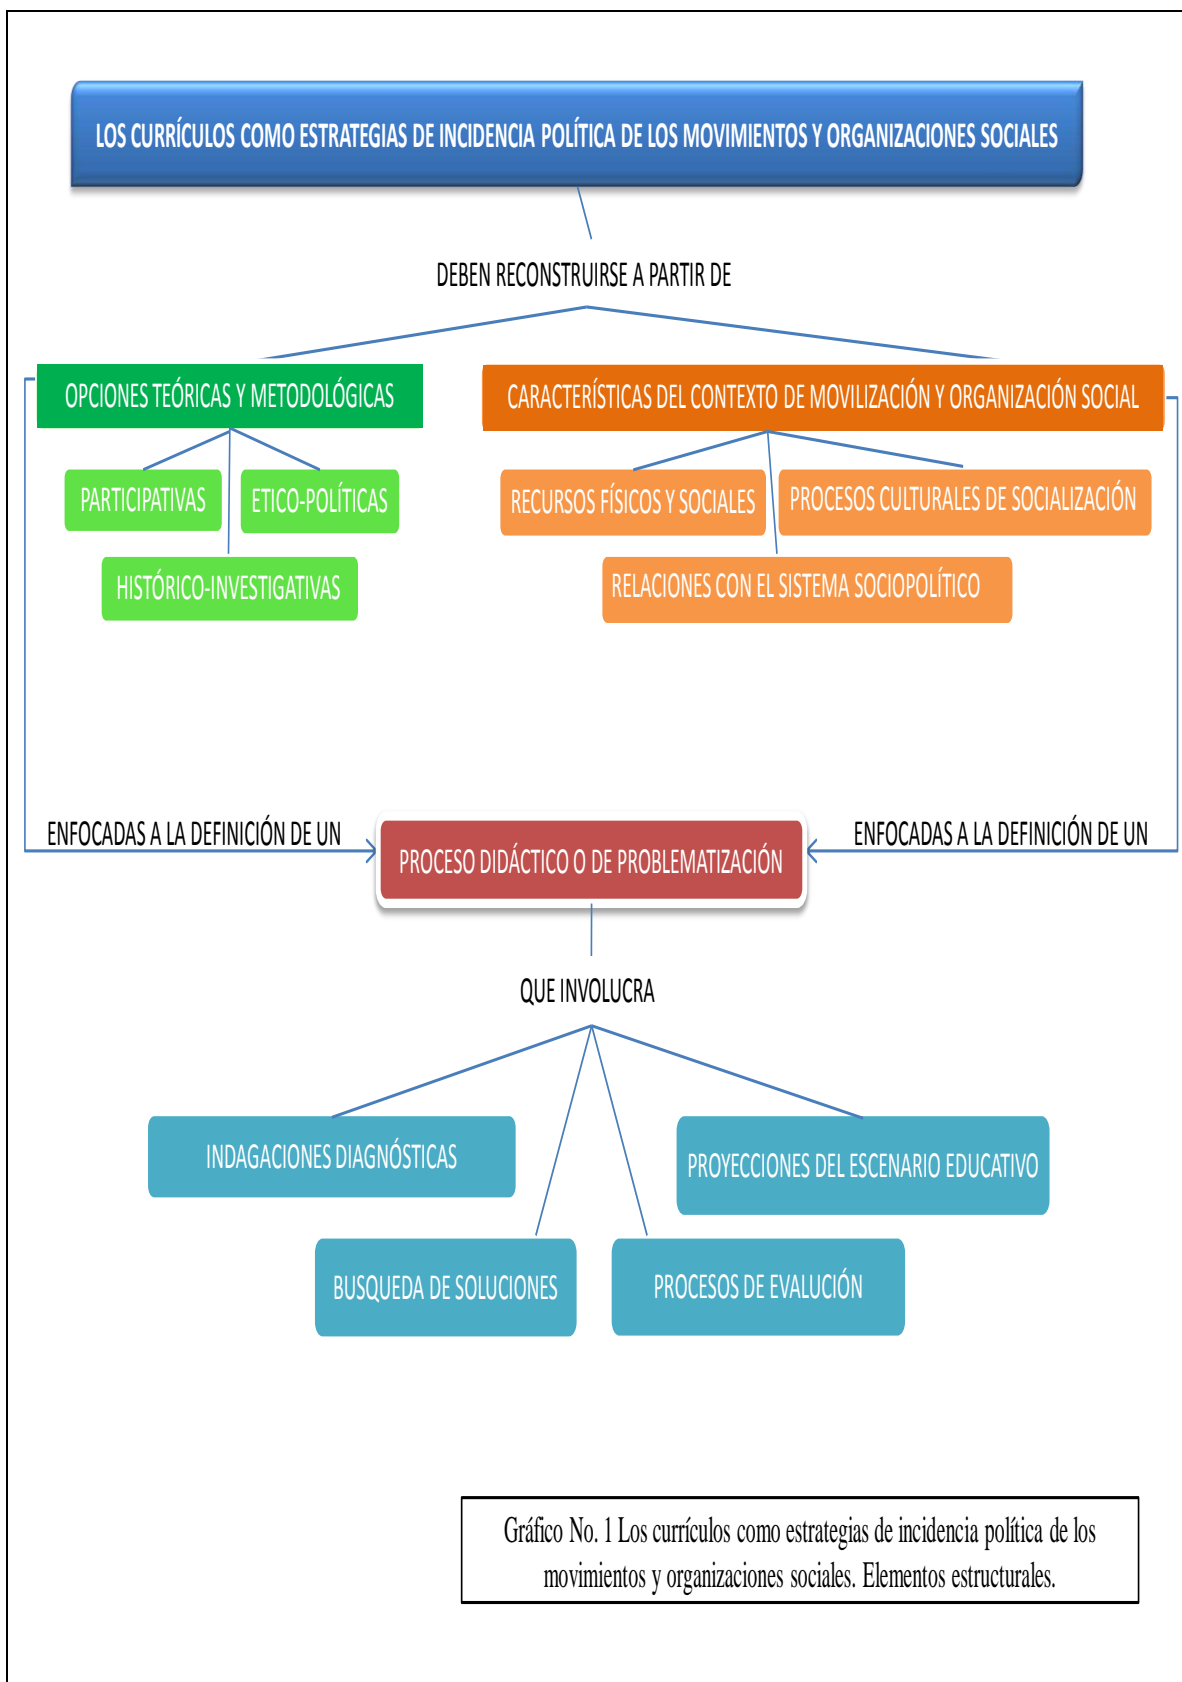 LOS CURRÍCULOS COMO ESTRATEGIAS DE INCIDENCIA POLÍTICA DE LOS MOVIMIENTOS Y ORGANIZACIONES SOCIALES
DEBEN RECONSTRUIRSE A PARTIR DE
OPCIONES TEÓRICAS Y METODOLÓGICAS
CARACTERÍSTICAS DEL CONTEXTO DE MOVILIZACIÓN Y ORGANIZACIÓN SOCIAL
PARTICIPATIVAS
ETICO-POLÍTICAS
RECURSOS FÍSICOS Y SOCIALES
PROCESOS CULTURALES DE SOCIALIZACIÓN
HISTÓRICO-INVESTIGATIVAS
RELACIONES CON EL SISTEMA SOCIOPOLÍTICO
ENFOCADAS A LA DEFINICIÓN DE UN
ENFOCADAS A LA DEFINICIÓN DE UN
PROCESO DIDÁCTICO O DE PROBLEMATIZACIÓN
QUE INVOLUCRA
INDAGACIONES DIAGNÓSTICAS
PROYECCIONES DEL ESCENARIO EDUCATIVO
BUSQUEDA DE SOLUCIONES
PROCESOS DE EVALUCIÓN
Gráfico No. 1 Los currículos como estrategias de incidencia política de los
movimientos y organizaciones sociales. Elementos estructurales.